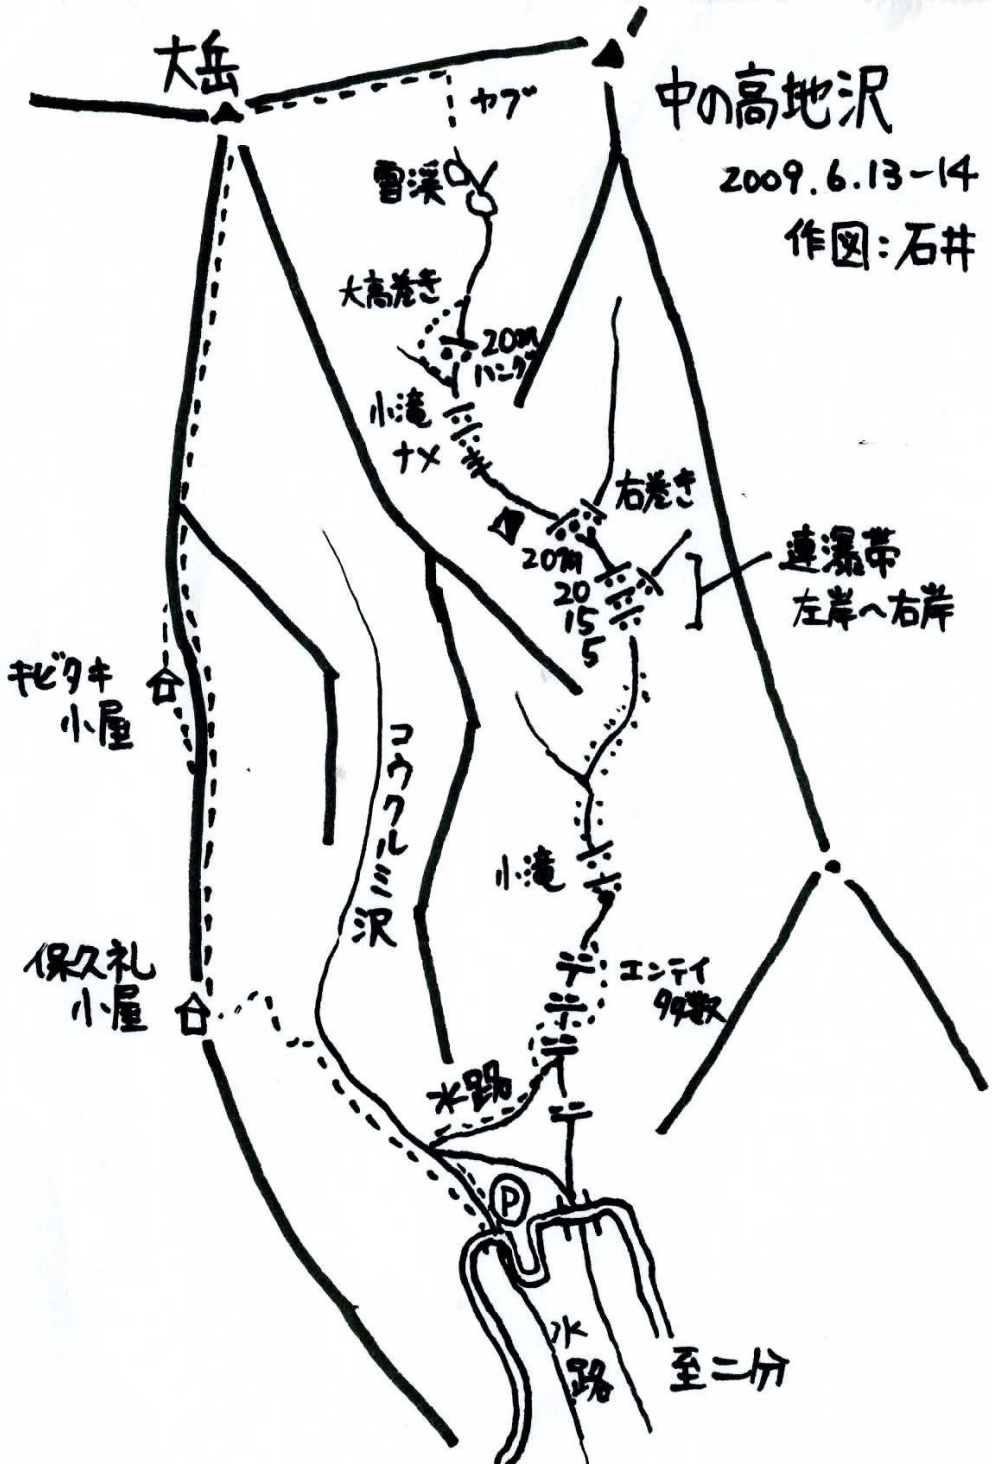 大岳
中の高地沢
2009.6.13-14
作図:石井
ヤブ
雪渓
大高巻き
20m
ハング
小滝
ナメ
右巻き
20m
20
15
5
連瀑帯
左岸へ右岸
キビタキ
小屋
コウクルミ沢
小滝
保久礼
小屋
エンテイ
多数
水路
P
水路
至二分